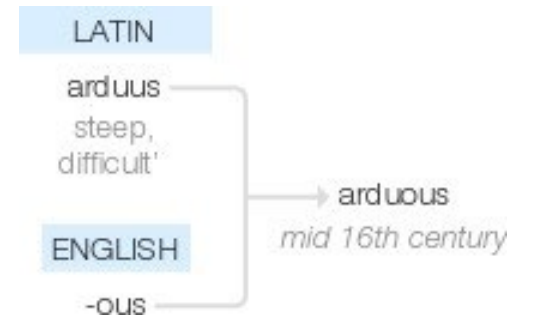 LATIN
arduus
steep,
difficult'
ENGLISH
-ous
arduous
mid 16th century